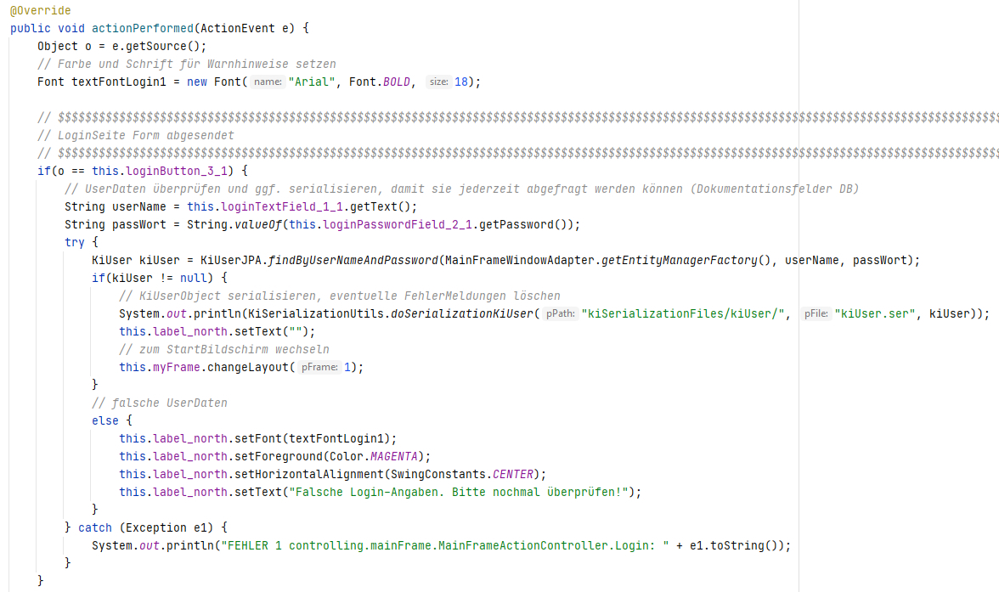 @Override
public void actionPerformed(ActionEvent e) {
Object o = e.getSource();
// Farbe und Schrift für Warnhinweise setzen
Font textFontLogin1 = new Font( name: "Arial", Font.BOLD, size: 18);
// $$$$$$$$$$$$$$$$$$$$$$$$$$$$$$$$$$$$$$$$$$$$$$$$$$$$$$$$$$$$$$$$$$$$$$$$$$$$$$$$$$$$$$$$$$$$$$$$$$$$$$$$$$$$$$$$$$$$$$$$$$$$$$$$$$$$$$$$$$$
// LoginSeite Form abgesendet
// $$$$$$$$$$$$$$$$$$$$$$$$$$$$$$$$$$$$$$$$$$$$$$$$$$$$$$$$$$$$$$$$$$$$$$$$$$$$$$$$$$$$$$$$$$$$$$$$$$$$$$$$$$$$$$$$$$$$$$$$$$$$$$$$$$$$$$$$$$$
if(o == this.loginButton_3_1) {
// UserDaten überprüfen und ggf. serialisieren, damit sie jederzeit abgefragt werden können (Dokumentationsfelder DB)
String userName = this.loginTextField_1_1.getText();
String passWort = String.valueOf(this.loginPasswordField_2_1.getPassword());
try {
KiUser kiUser = KiUserJPA.findByUserNameAndPassword(MainFrameWindowAdapter.getEntityManagerFactory(), userName, passWort);
if(kiUser != null) {
// KiUserObject serialisieren, eventuelle FehlerMeldungen löschen
System.out.println(KiSerializationUtils.doSerializationKiUser( pPath: "kiSerializationFiles/kiUser/", pFile: "kiUser.ser", kiUser));
this.label_north.setText("");
// zum StartBildschirm wechseln
this.myFrame.changeLayout( pFrame: 1);
}
// falsche UserDaten
else {
this.label_north.setFont(textFontLogin1);
this.label_north.setForeground(Color.MAGENTA);
this.label_north.setHorizontalAlignment(SwingConstants.CENTER);
this.label_north.setText("Falsche Login-Angaben. Bitte nochmal überprüfen!");
}
} catch (Exception e1) {
System.out.println("FEHLER 1 controlling.mainFrame.MainFrameActionController.Login: " + e1.toString());
}
}